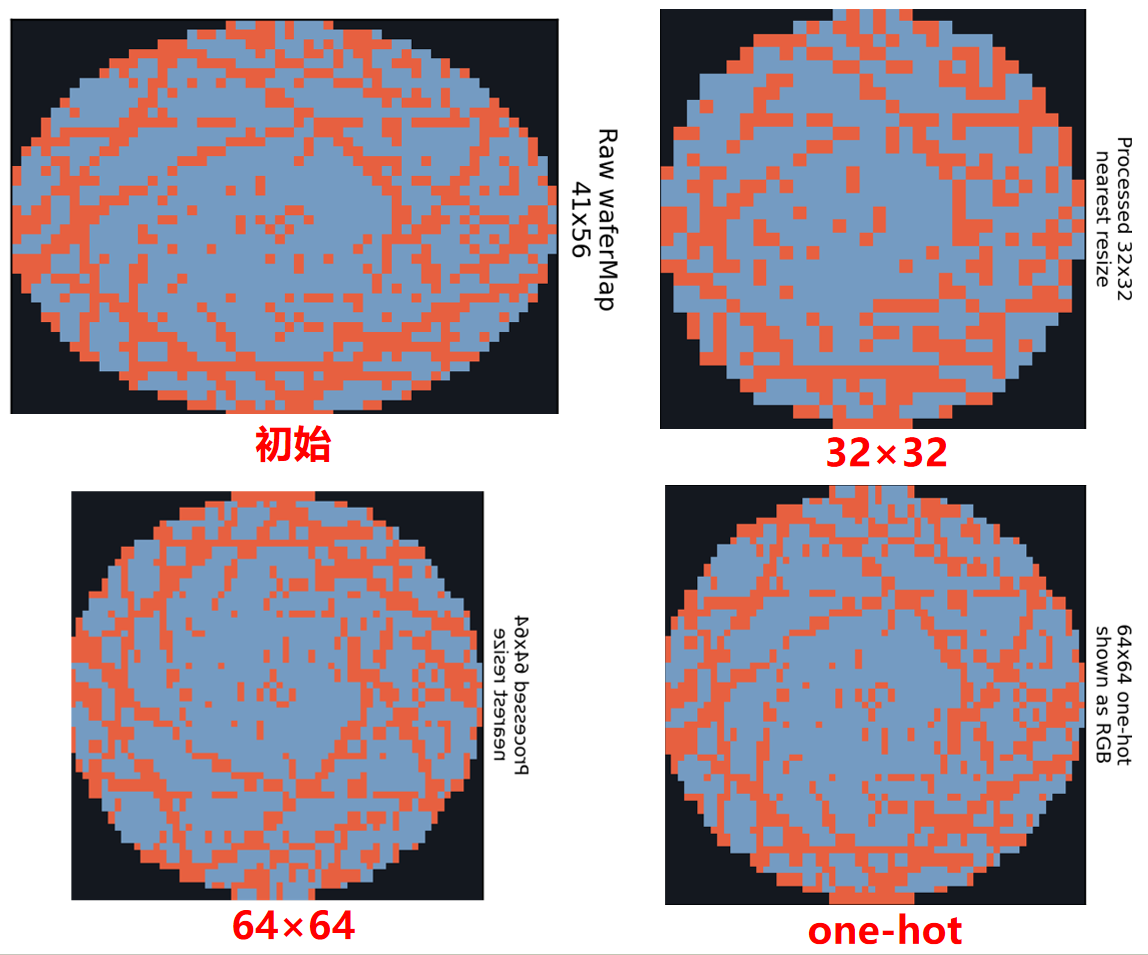 Raw waferMap
41x56
初始
Processed 32x32
nearest resize
32×32
Processed 64x64
nearest resize
64×64
64x64 one-hot
shown as RGB
one-hot